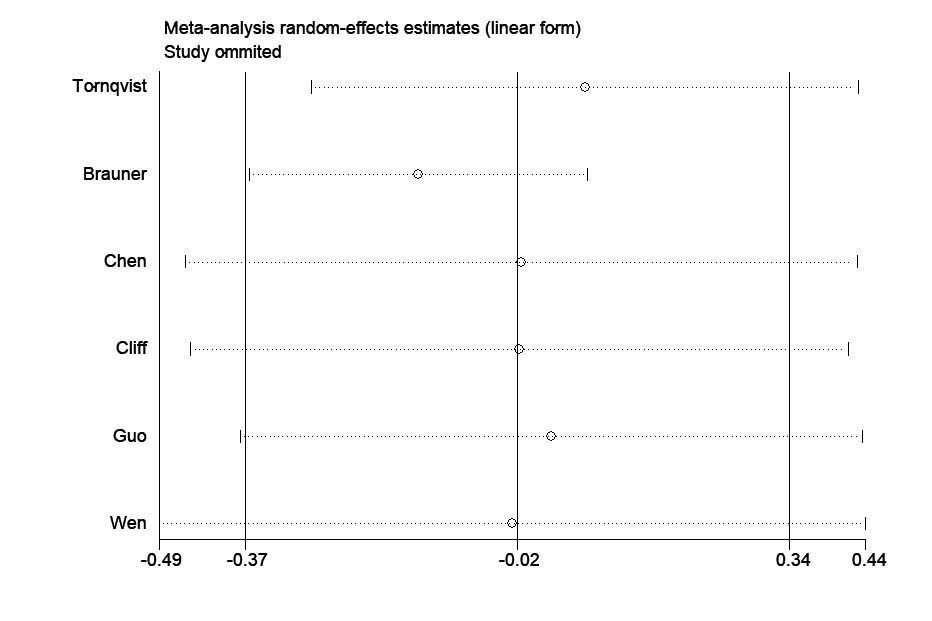 Meta-analysis random-effects estimates (linear form)
Study ommited
Tornqvist
Brauner
Chen
Cliff
Guo
Wen
-0.49 -0.37 -0.02 0.34 0.44